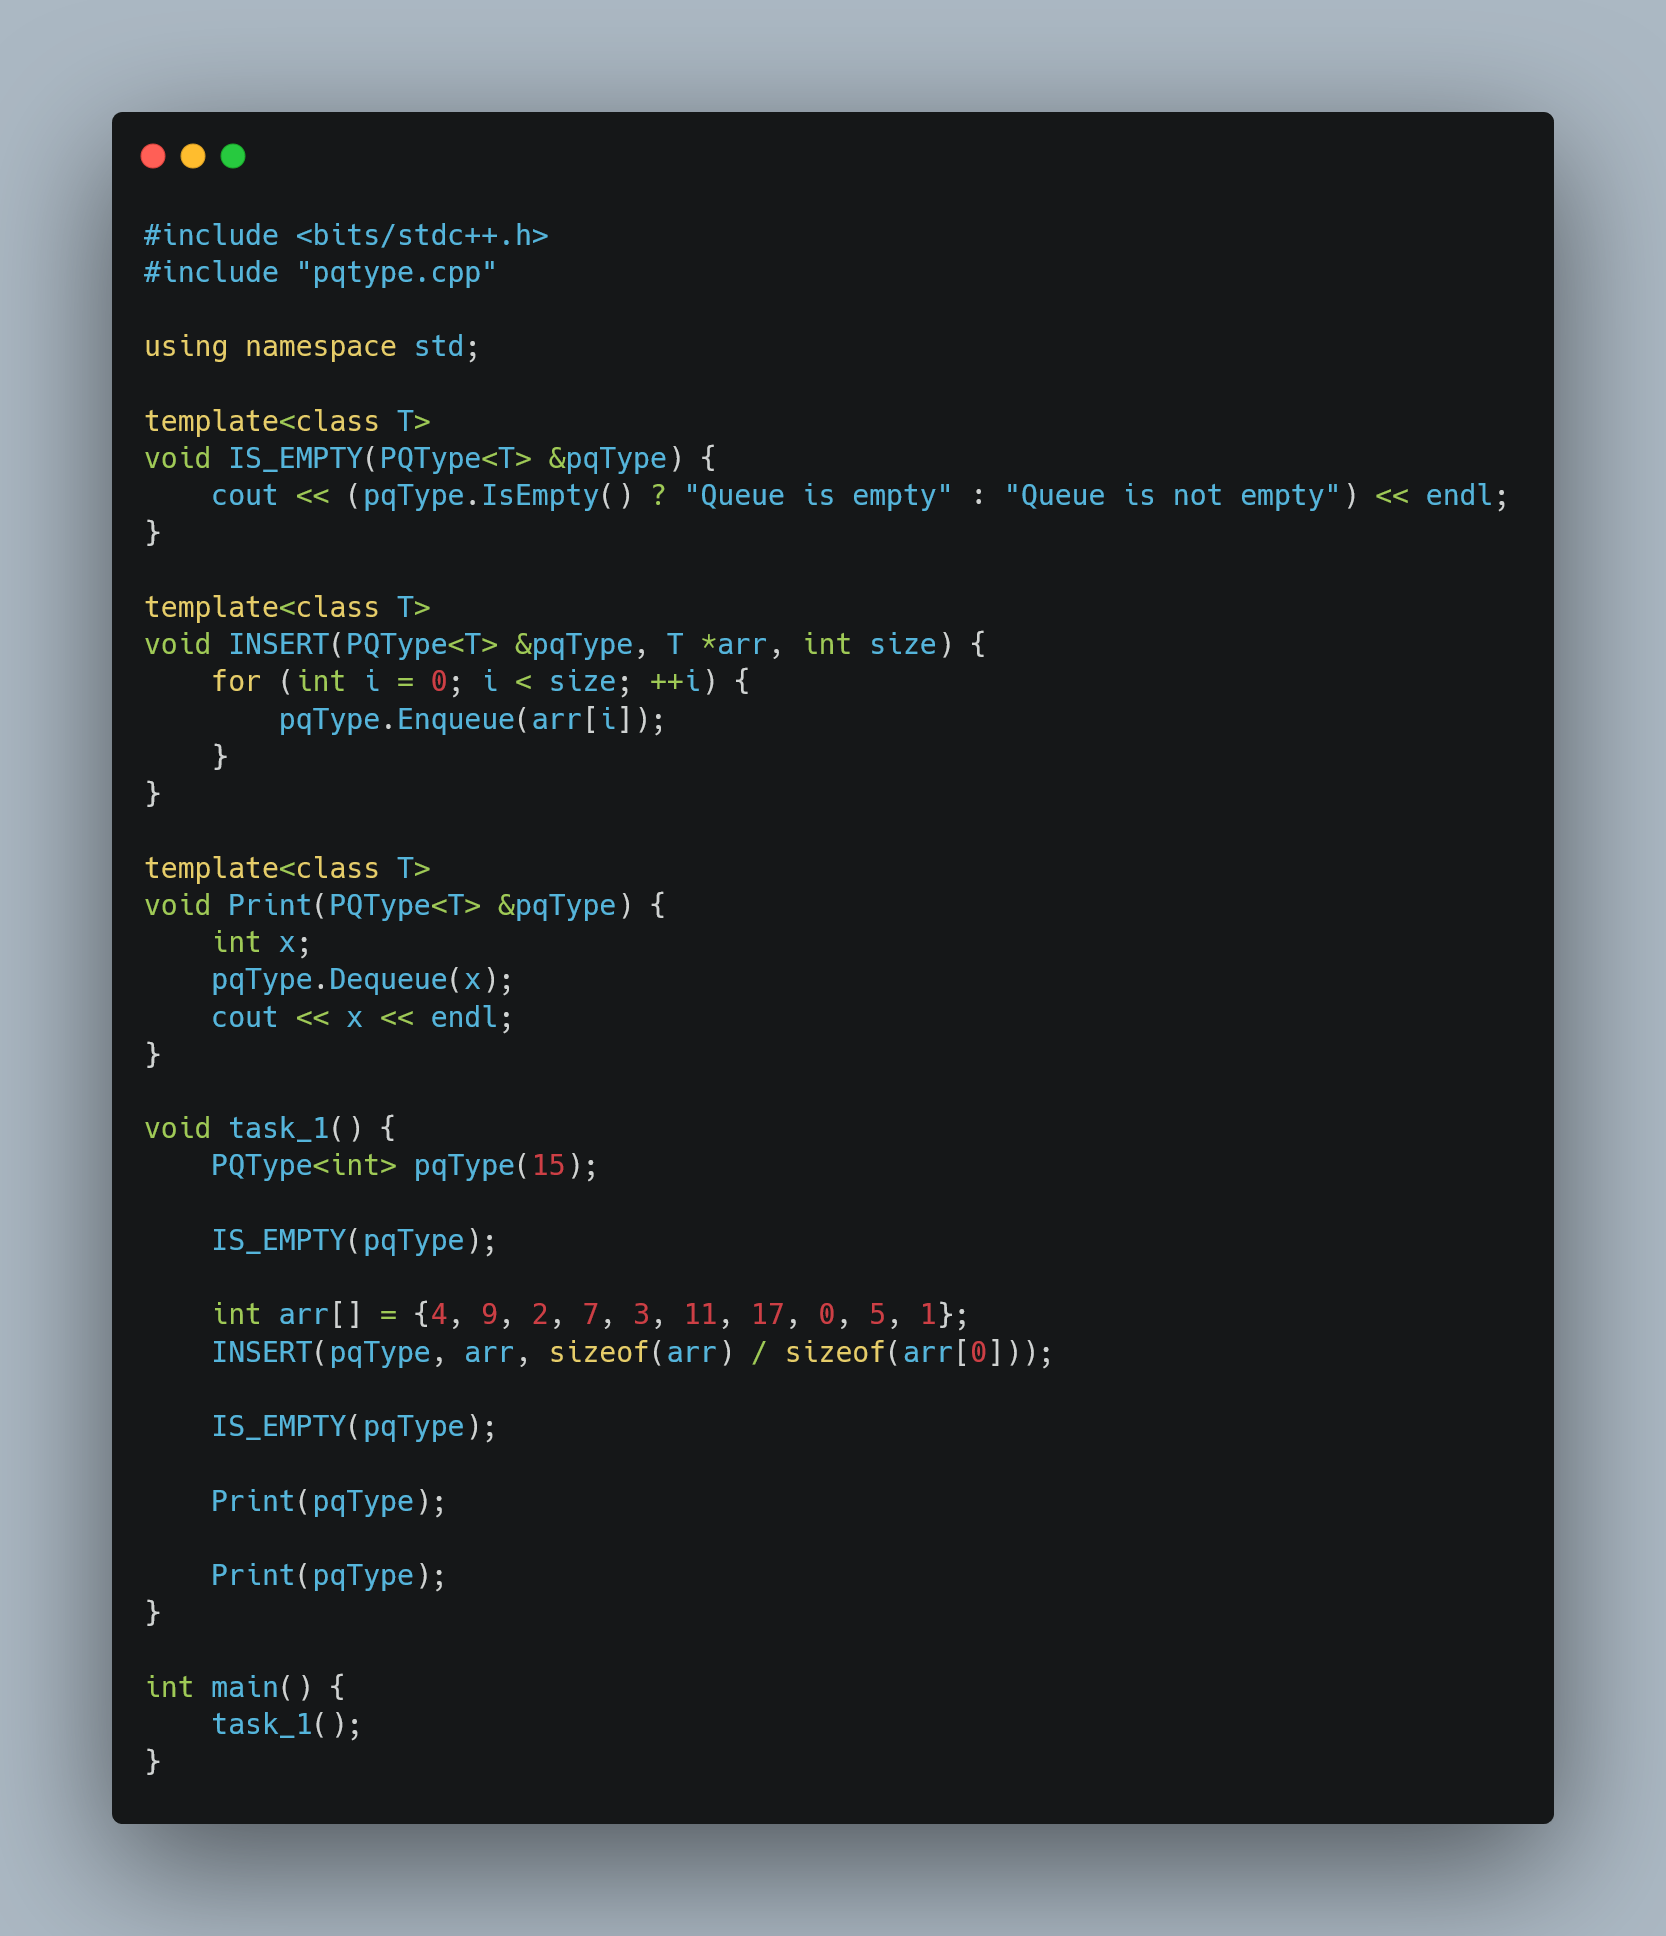 #include <bits/stdc++.h>
#include "pqtype.cpp"

using namespace std;

template<class T>
void IS_EMPTY(PQType<T> &pqType) {
    cout << (pqType.IsEmpty() ? "Queue is empty" : "Queue is not empty") << endl;
}

template<class T>
void INSERT(PQType<T> &pqType, T *arr, int size) {
    for (int i = 0; i < size; ++i) {
        pqType.Enqueue(arr[i]);
    }
}

template<class T>
void Print(PQType<T> &pqType) {
    int x;
    pqType.Dequeue(x);
    cout << x << endl;
}

void task_1() {
    PQType<int> pqType(15);

    IS_EMPTY(pqType);

    int arr[] = {4, 9, 2, 7, 3, 11, 17, 0, 5, 1};
    INSERT(pqType, arr, sizeof(arr) / sizeof(arr[0]));

    IS_EMPTY(pqType);

    Print(pqType);

    Print(pqType);
}

int main() {
    task_1();
}